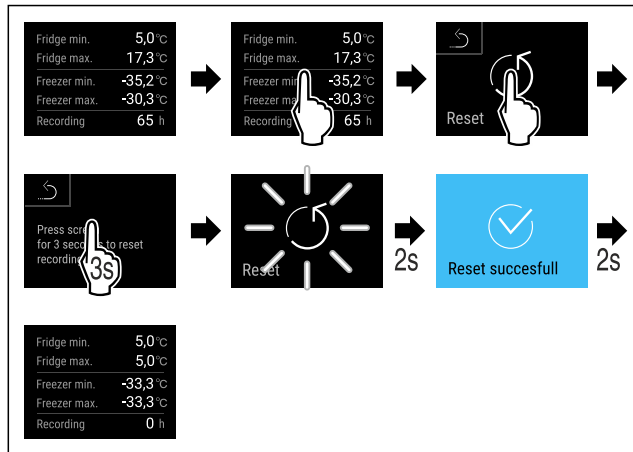 Fridge min. 5,0°C
Fridge max. 17,3°C
Freezer min. -35,2°C
Freezer max. -30,3°C
Recording 65 h
Fridge min. 5,0°C
Fridge max. 17,3°C
Freezer min -35,2°C
Freezer ma -30,3°C
Recording 65 h
Reset
Press scre
for 3 seconds to reset
recording
3s
Reset
2s
Reset succesfull
2s
Fridge min. 5,0°C
Fridge max. 5,0°C
Freezer min. -33,3°C
Freezer max. -33,3°C
Recording 0 h